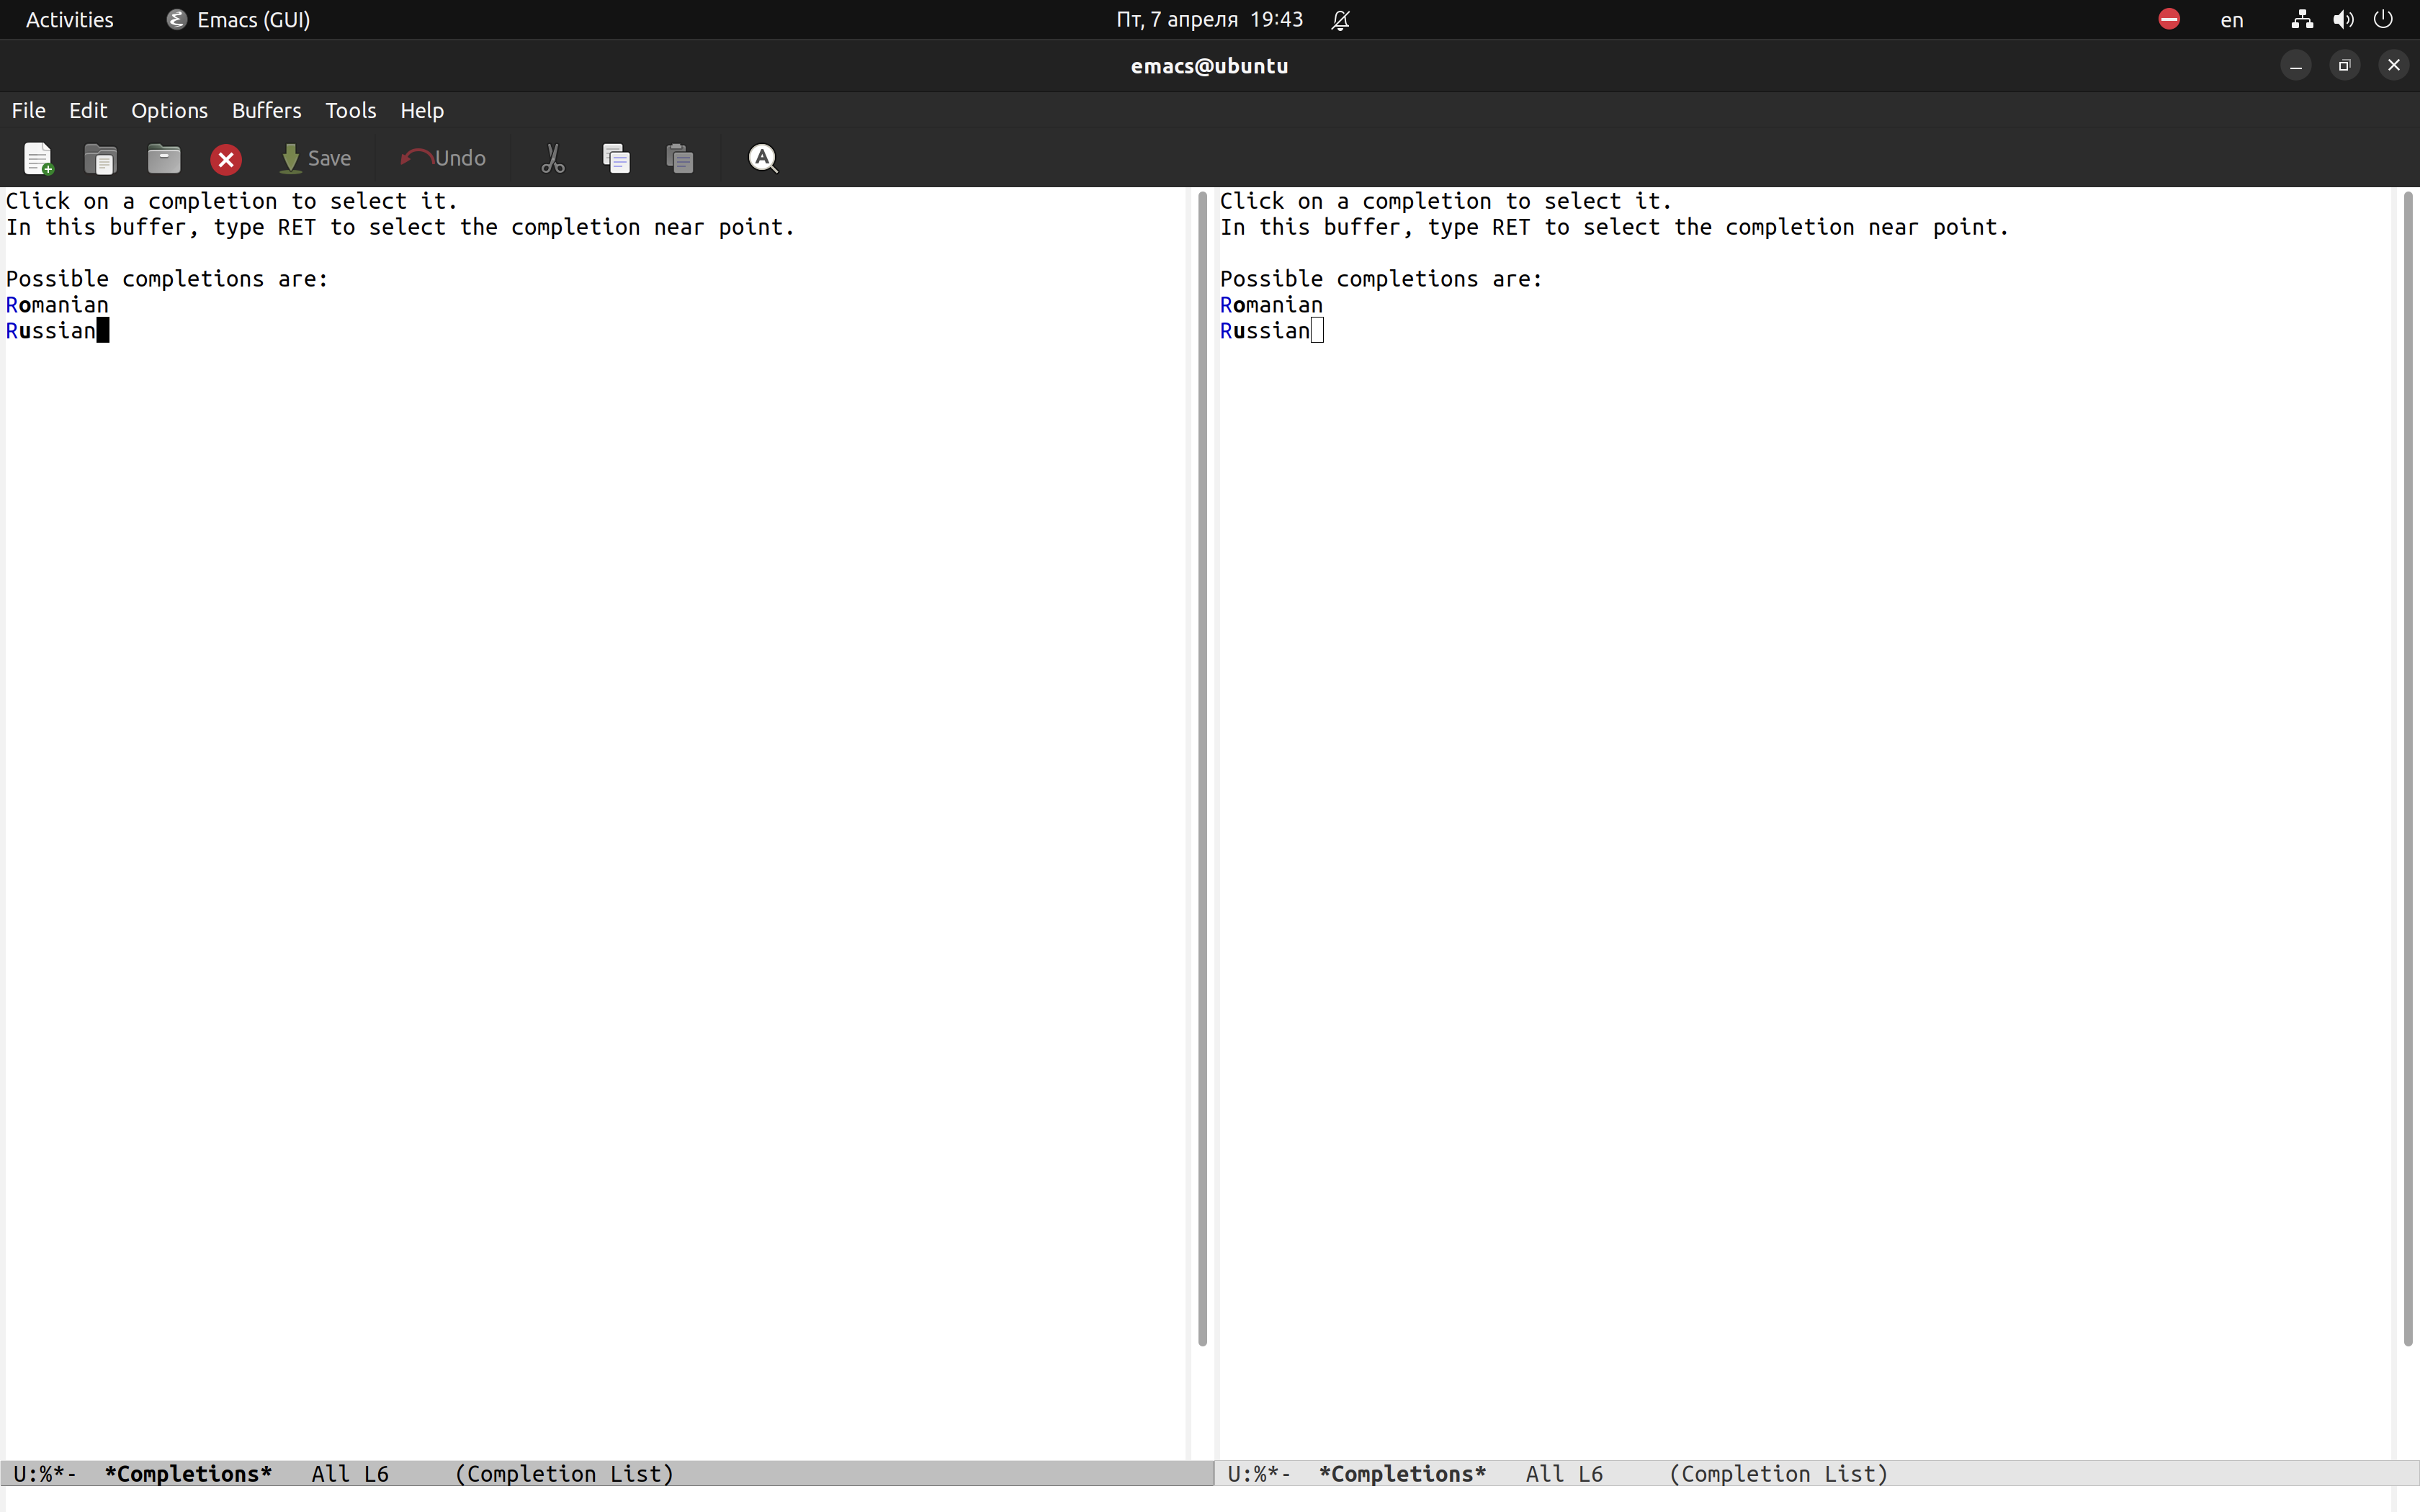 Activities Emacs (GUI) Пт, 7 апреля 19:43 en
emacs@ubuntu
File Edit Options Buffers Tools Help
Save Undo
Click on a completion to select it.
In this buffer, type RET to select the completion near point.
Possible completions are:
Romanian
Russian
U:%*- *Completions* All L6 (Completion List)
Click on a completion to select it.
In this buffer, type RET to select the completion near point.
Possible completions are:
Romanian
Russian
U:%*- *Completions* All L6 (Completion List)